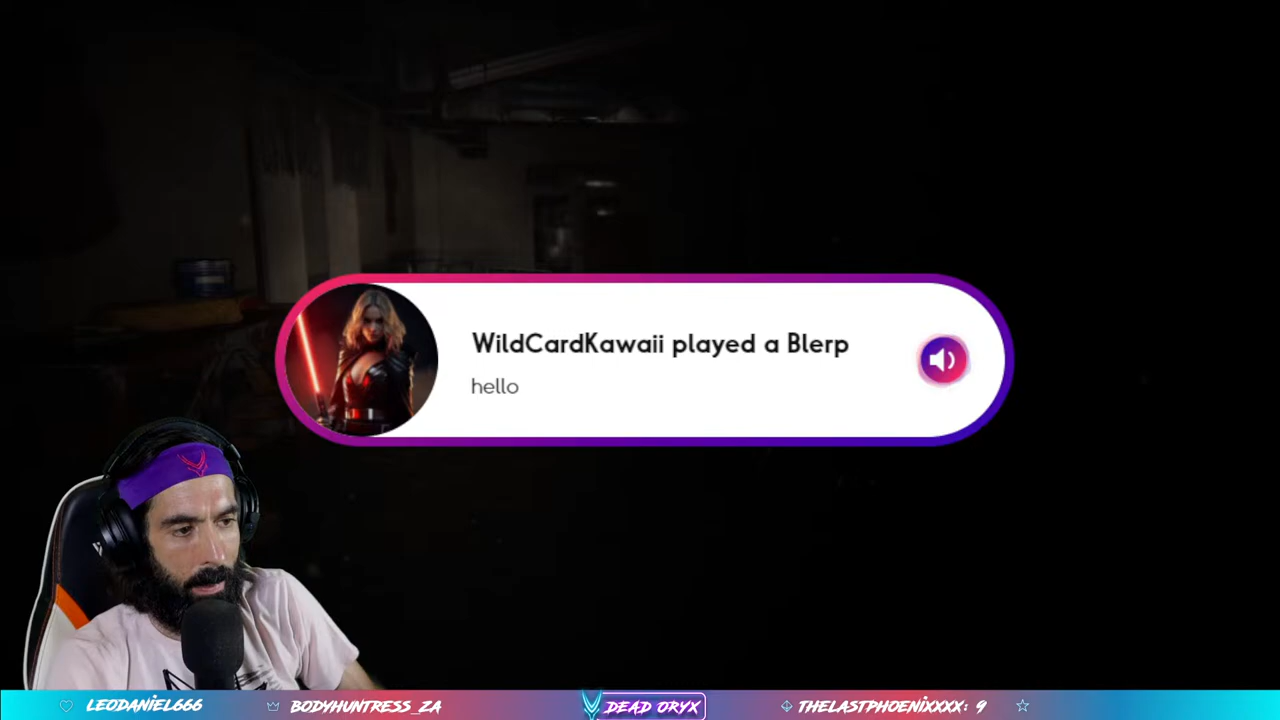 WildCardKawaii played a Blerp
hello
LEODANIEL666
BODYHUNTRESS_ZA
DEAD ORYX
THELASTPHOENIXXXX: 9